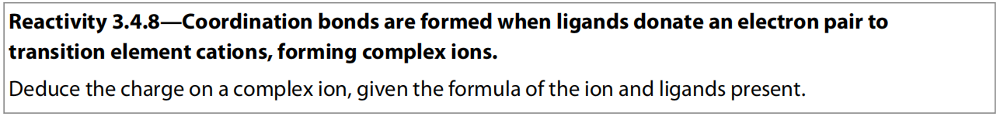 Reactivity 3.4.8—Coordination bonds are formed when ligands donate an electron pair to
transition element cations, forming complex ions.
Deduce the charge on a complex ion, given the formula of the ion and ligands present.